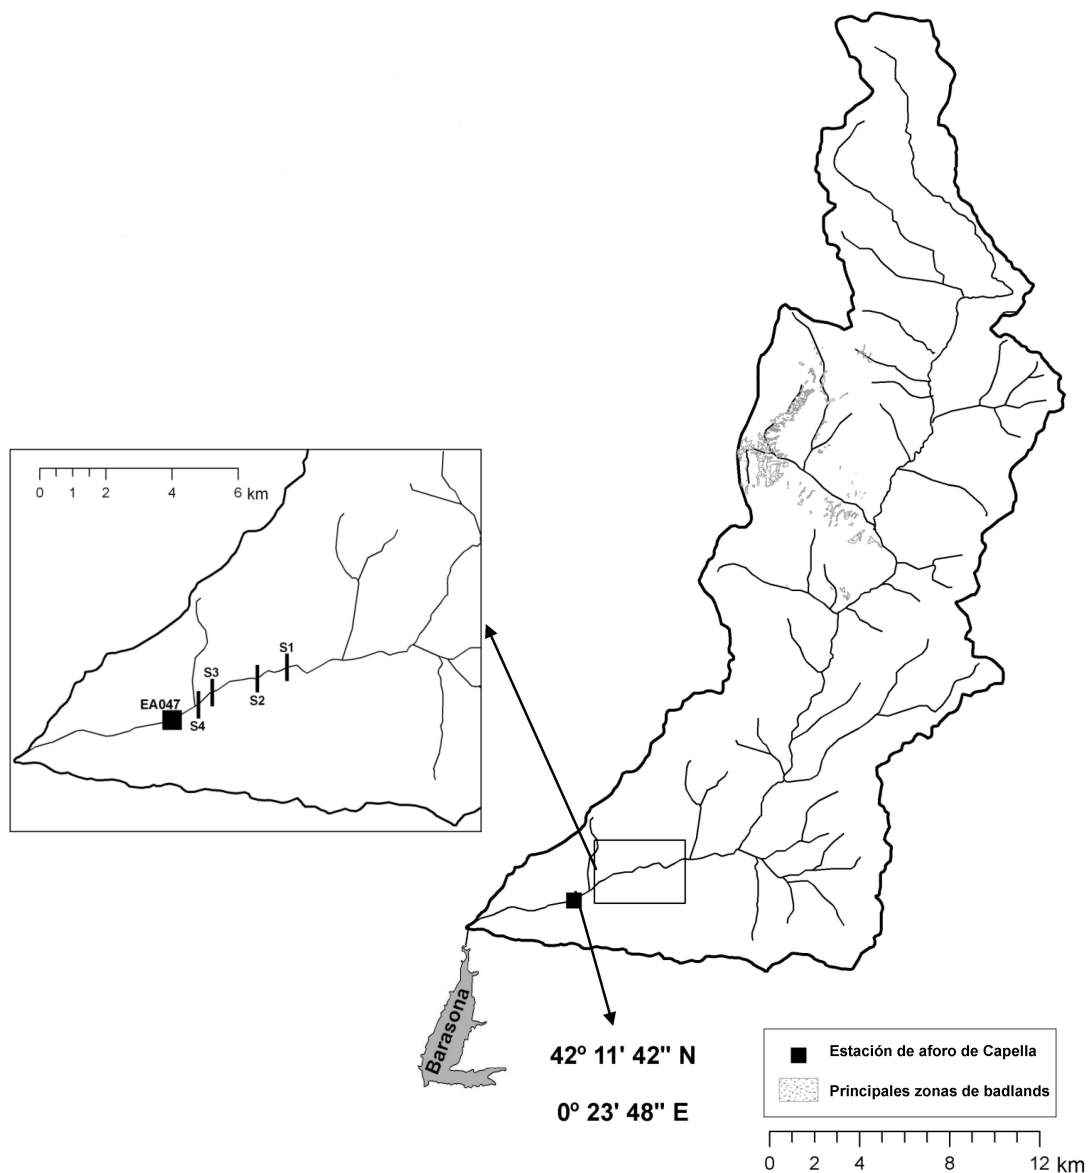 0 1 2 4 6 km
S1
S3
EA047
S2
S4
Barasona
42º 11' 42" N
0º 23' 48" E
Estación de aforo de Capella
Principales zonas de badlands
0 2 4 8 12 km